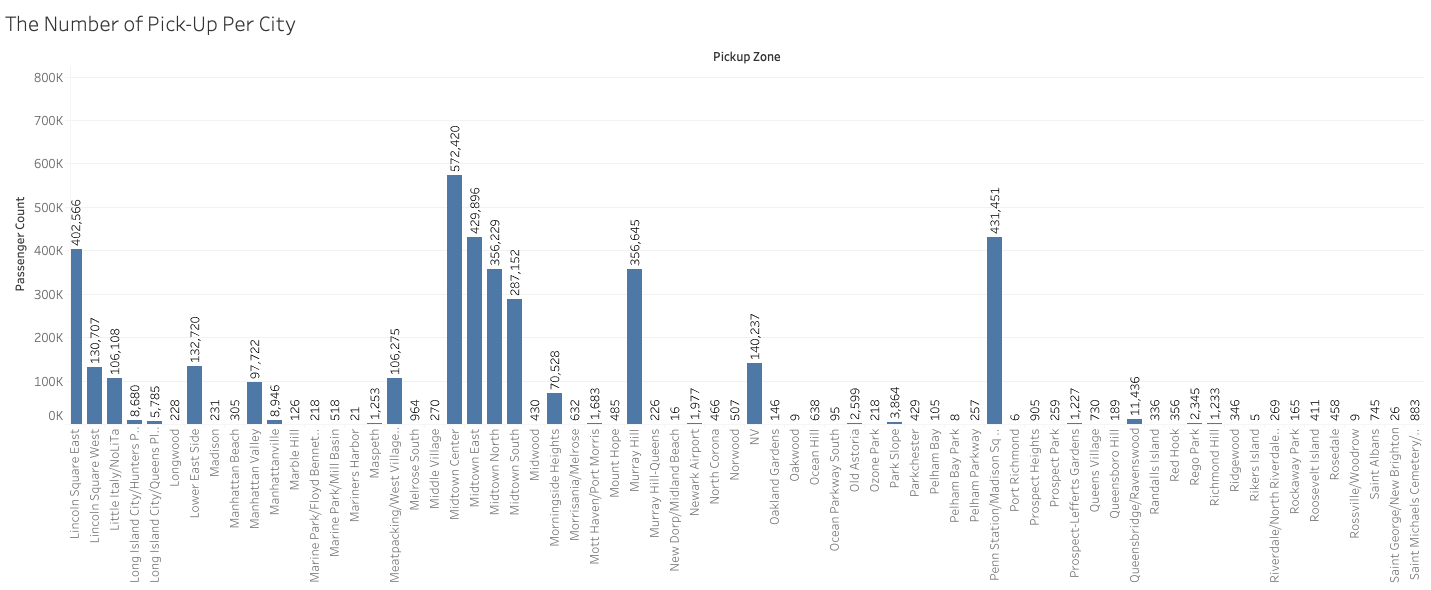 The Number of Pick-Up Per City
Pickup Zone
Passenger Count
800K
700K
600K
500K
400K
300K
200K
100K
0K
402,566
130,707
106,108
8,680
5,785
228
132,720
231
305
97,722
8,946
126
218
518
21
1,253
106,275
964
270
572,420
429,896
356,229
287,152
430
70,528
632
1,683
485
356,645
226
16
1,977
466
507
140,237
146
9
638
95
2,599
218
3,864
429
105
8
257
431,451
6
905
259
1,227
730
189
11,436
336
356
2,345
1,233
346
5
269
165
411
458
9
745
26
883
Lincoln Square East
Lincoln Square West
Little Italy/NoLiTa
Long Island City/Hunters P..
Long Island City/Queens Pl..
Longwood
Lower East Side
Madison
Manhattan Beach
Manhattan Valley
Manhattanville
Marble Hill
Marine Park/Floyd Bennet..
Marine Park/Mill Basin
Mariners Harbor
Maspeth
Meatpacking/West Village..
Melrose South
Middle Village
Midtown Center
Midtown East
Midtown North
Midtown South
Midwood
Morningside Heights
Morrisania/Melrose
Mott Haven/Port Morris
Mount Hope
Murray Hill
Murray Hill-Queens
New Dorp/Midland Beach
Newark Airport
North Corona
Norwood
NV
Oakland Gardens
Oakwood
Ocean Hill
Ocean Parkway South
Old Astoria
Ozone Park
Park Slope
Parkchester
Pelham Bay
Pelham Bay Park
Pelham Parkway
Penn Station/Madison Sq ..
Port Richmond
Prospect Heights
Prospect Park
Prospect-Lefferts Gardens
Queens Village
Queensboro Hill
Queensbridge/Ravenswood
Randalls Island
Red Hook
Rego Park
Richmond Hill
Ridgewood
Rikers Island
Riverdale/North Riverdale..
Rockaway Park
Roosevelt Island
Rosedale
Rossville/Woodrow
Saint Albans
Saint George/New Brighton
Saint Michaels Cemetery/..